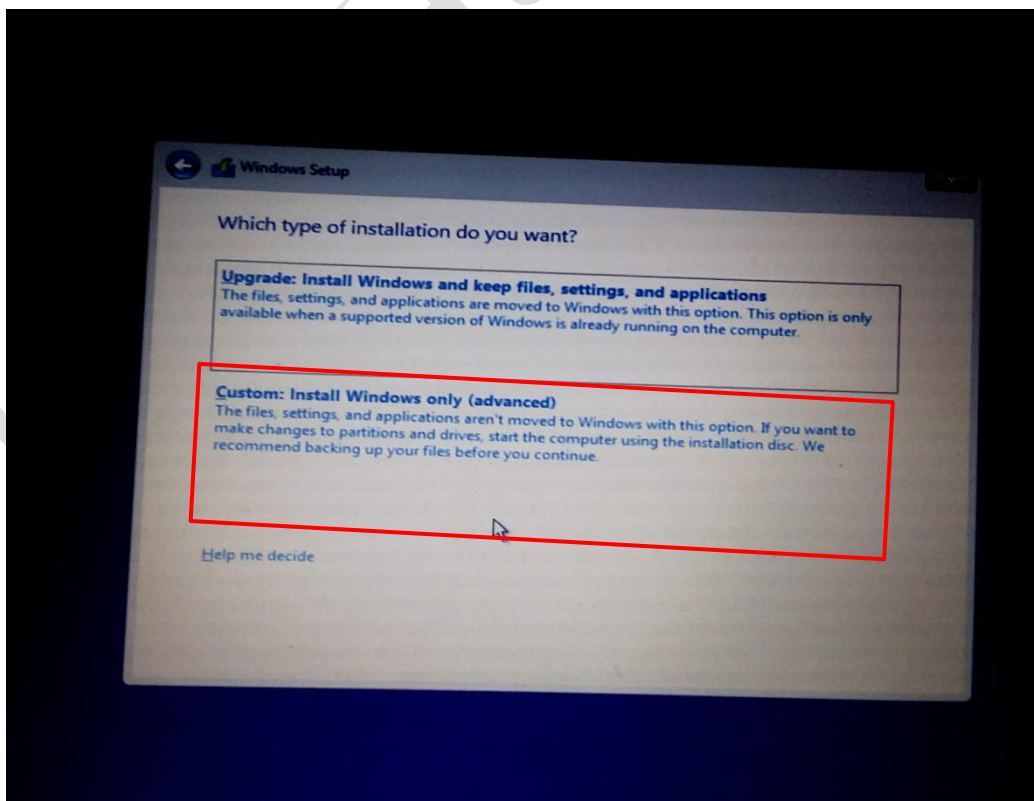 Windows Setup
Which type of installation do you want?
Upgrade: Install Windows and keep files, settings, and applications
The files, settings, and applications are moved to Windows with this option. This option is only
available when a supported version of Windows is already running on the computer.
Custom: Install Windows only (advanced)
The files, settings, and applications aren't moved to Windows with this option. If you want to
make changes to partitions and drives, start the computer using the installation disc. We
recommend backing up your files before you continue.
Help me decide